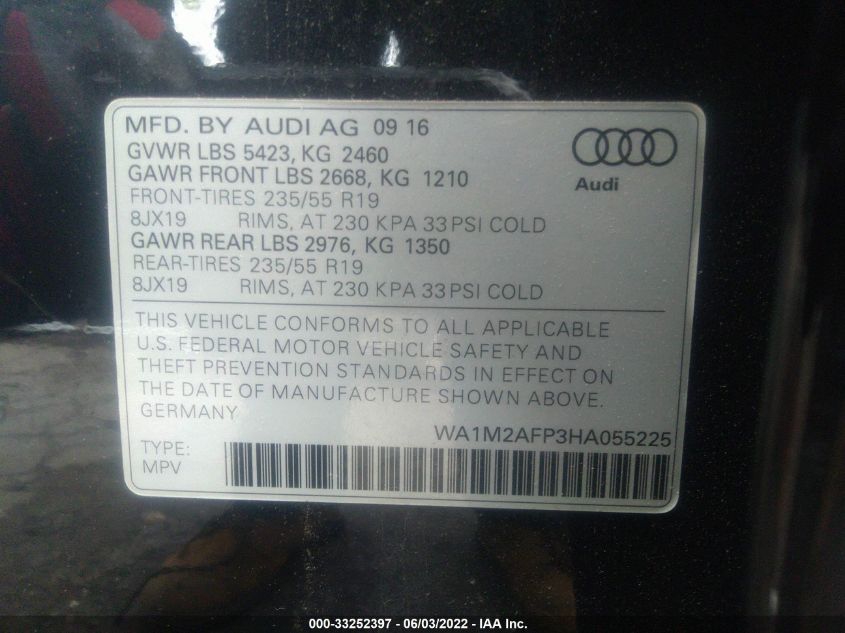 MFD. BY AUDI AG 09 16
GVWR LBS 5423, KG 2460
GAWR FRONT LBS 2668, KG 1210
FRONT-TIRES 235/55 R19
8JX19 RIMS, AT 230 KPA 33 PSI COLD
GAWR REAR LBS 2976, KG 1350
REAR-TIRES 235/55 R19
8JX19 RIMS, AT 230 KPA 33 PSI COLD
Audi
THIS VEHICLE CONFORMS TO ALL APPLICABLE
U.S. FEDERAL MOTOR VEHICLE SAFETY AND
THEFT PREVENTION STANDARDS IN EFFECT ON
THE DATE OF MANUFACTURE SHOWN ABOVE.
GERMANY
WA1M2AFP3HA055225
TYPE:
MPV
000-33252397 - 06/03/2022 - IAA Inc.